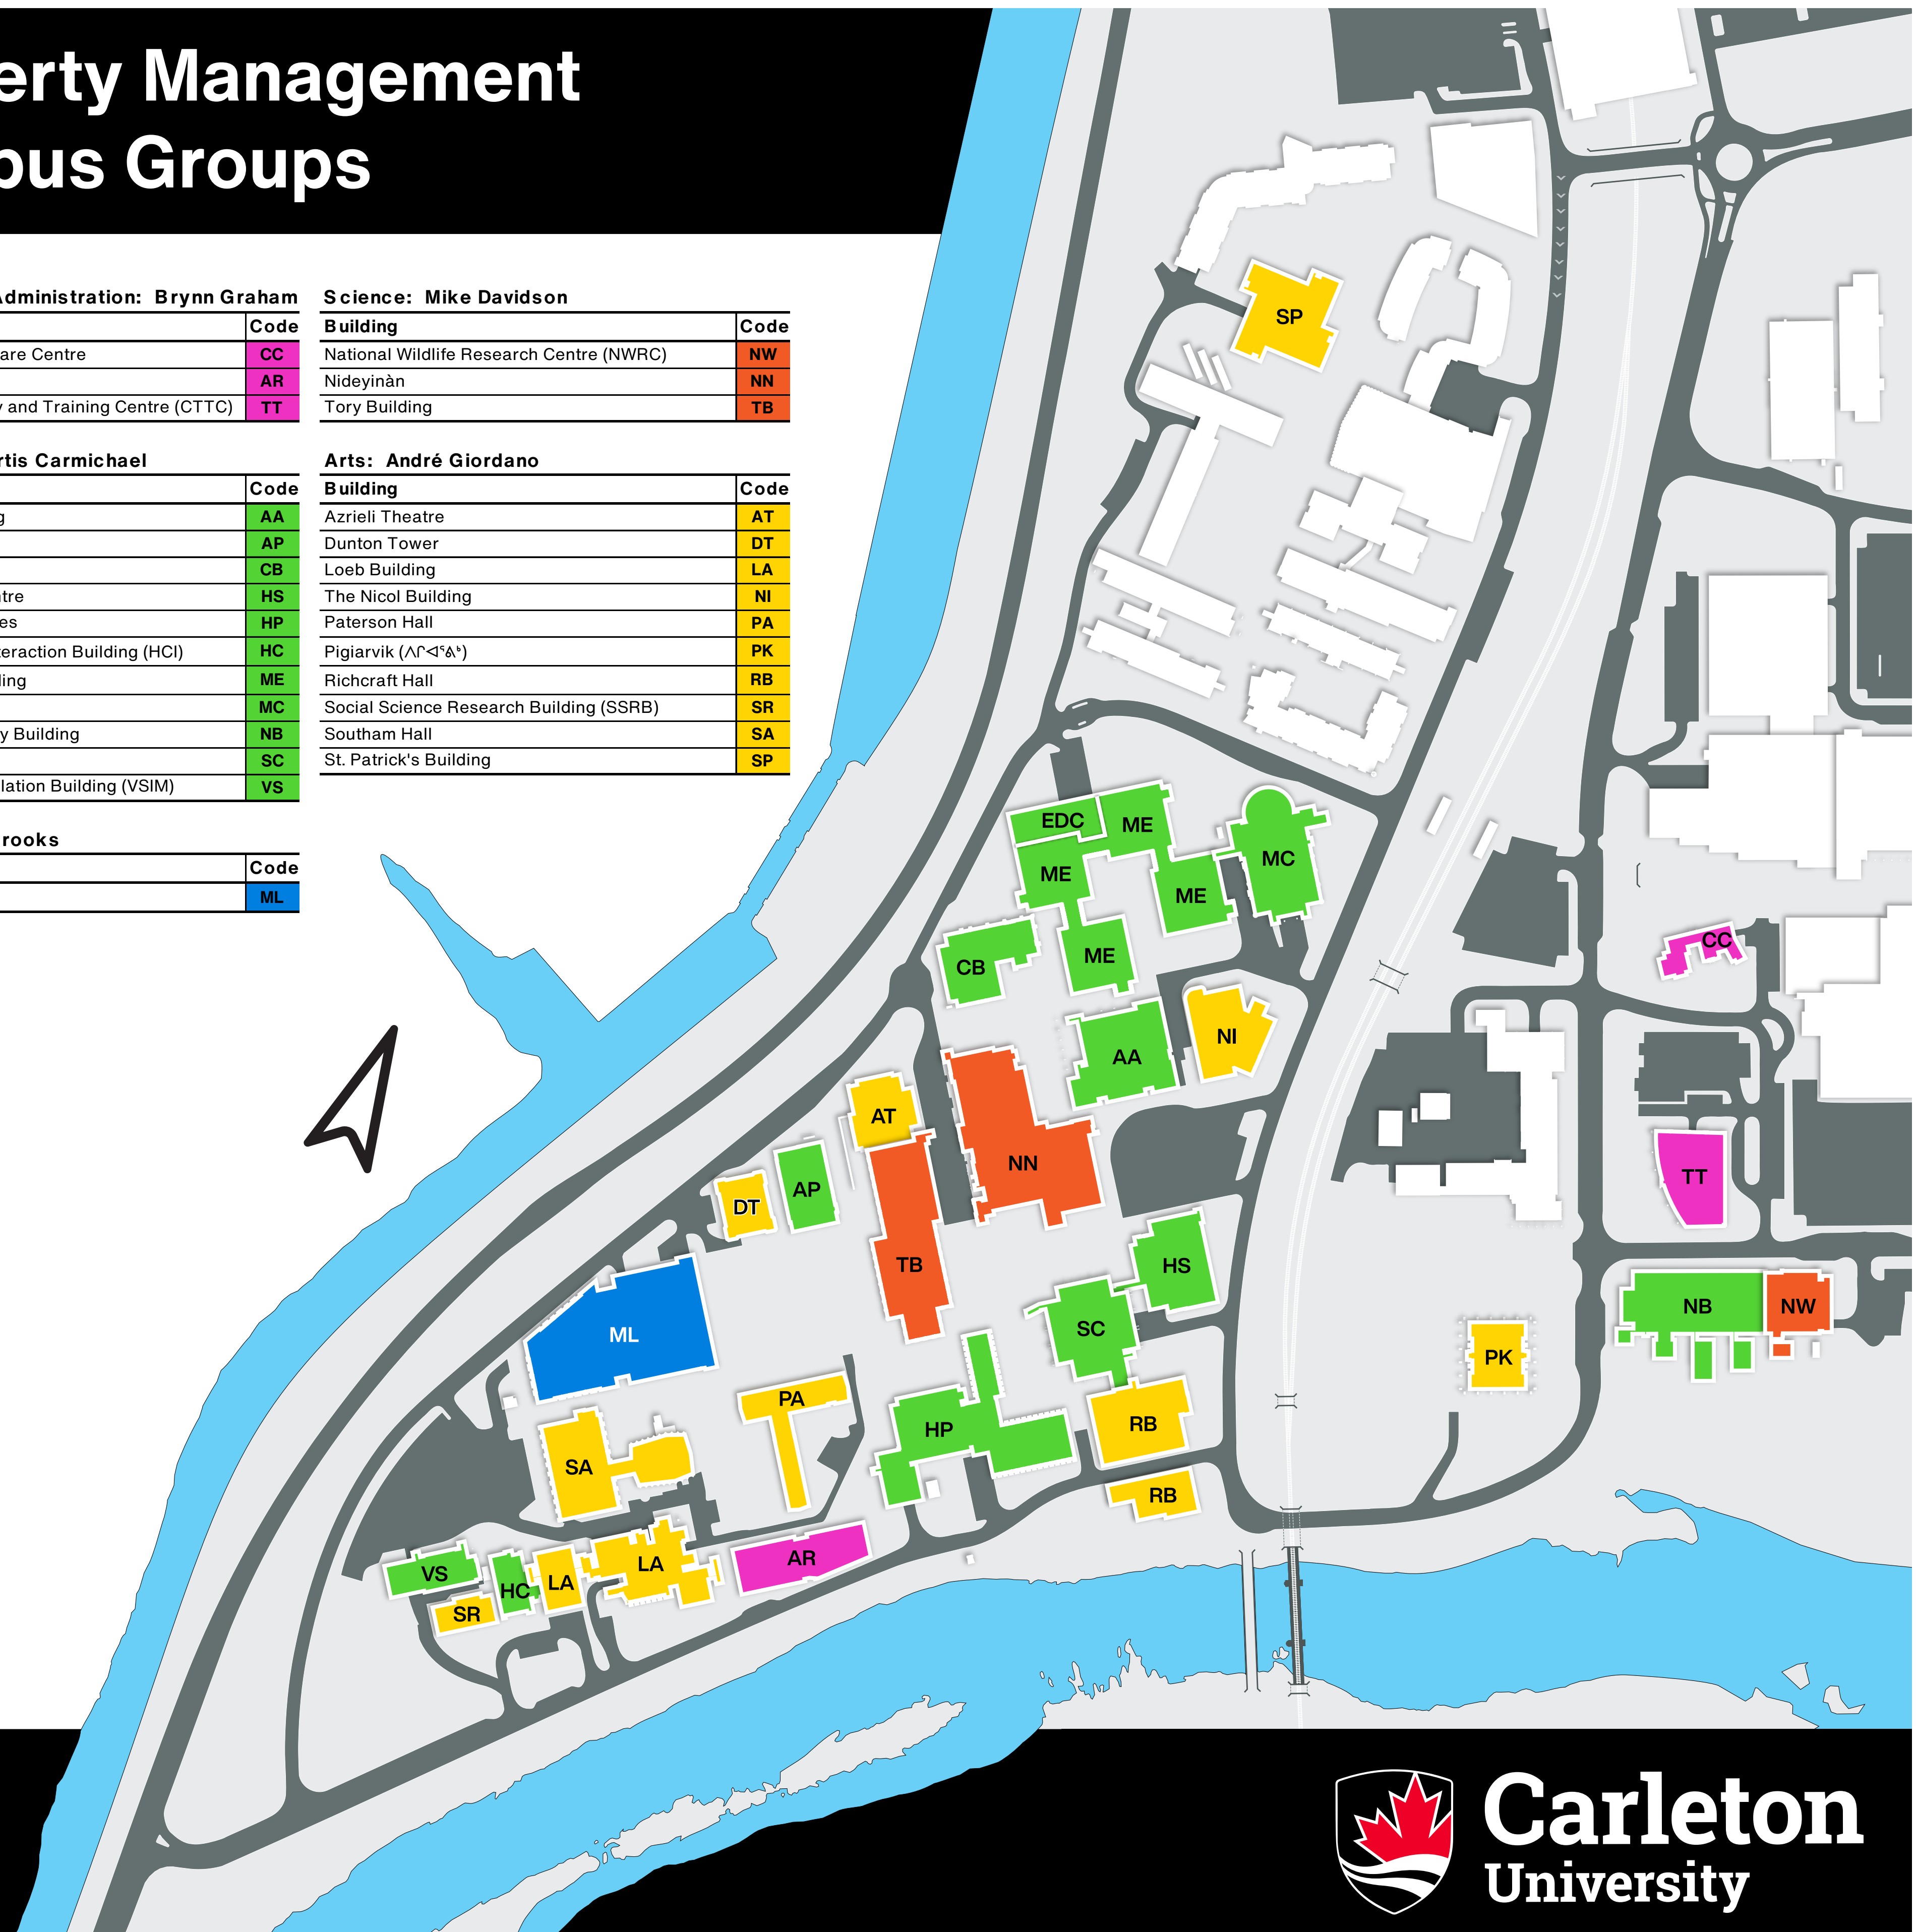 erty Management
ous Groups
Administration: Brynn Graham
Code
are Centre CC
AR
y and Training Centre (CTTC) TT
Science: Mike Davidson
Building Code
National Wildlife Research Centre (NWRC) NW
Nideyinàn NN
Tory Building TB
rtis Carmichael
Code
g AA
AP
CB
tre HS
es HP
teraction Building (HCI) HC
ling ME
MC
y Building NB
SC
lation Building (VSIM) VS
Arts: André Giordano
Building Code
Azrieli Theatre AT
Dunton Tower DT
Loeb Building LA
The Nicol Building NI
Paterson Hall PA
Pigiarvik (ᐱᒋᐊᕐᕕᒃ) PK
Richcraft Hall RB
Social Science Research Building (SSRB) SR
Southam Hall SA
St. Patrick's Building SP
rooks
Code
ML
SP
EDC
ME
MC
ME
ME
CC
ME
CB
NI
AA
AT
NN
TT
AP
DT
TB
HS
NB
NW
SC
ML
PK
PA
RB
HP
SA
RB
AR
LA
VS
LA
HC
SR
Carleton
University